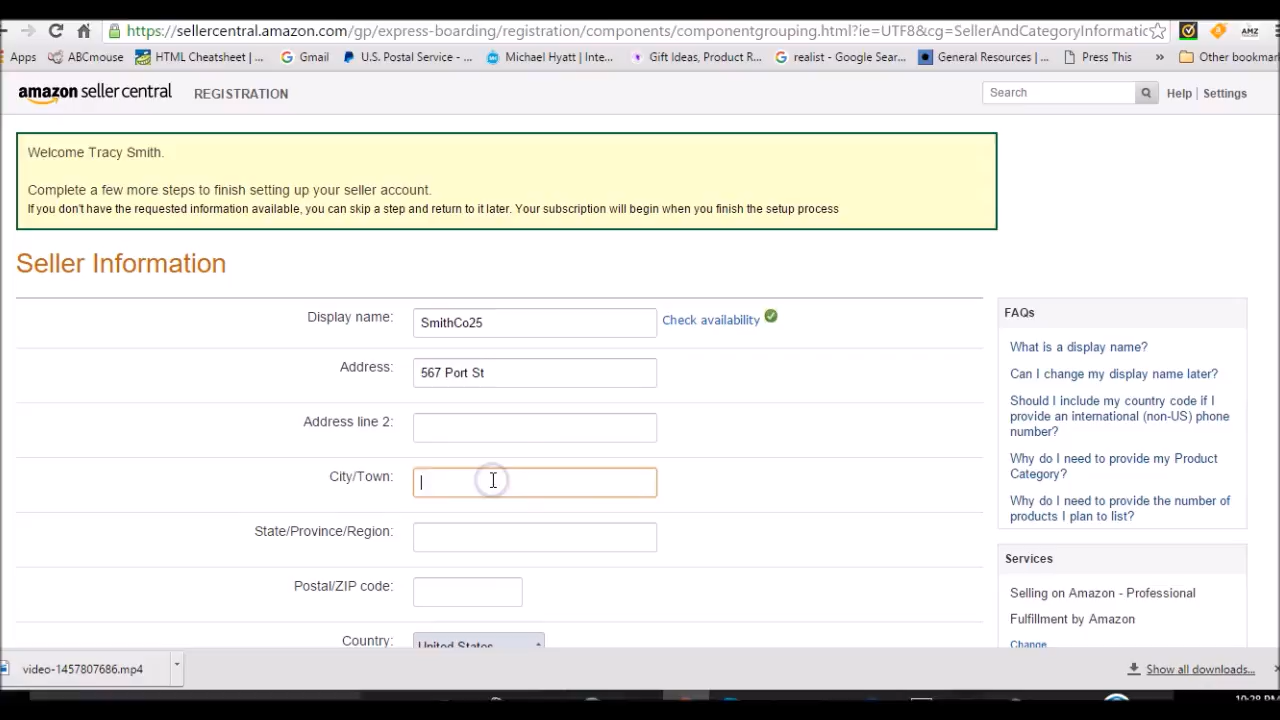 https://sellercentral.amazon.com/gp/express-boarding/registration/components/componentgrouping.html?ie=UTF8&cg=SellerAndCategoryInformatic
AMZ
Apps ABCmouse HTML Cheatsheet | ... Gmail U.S. Postal Service - ... Michael Hyatt | Inte... Gift Ideas, Product R... realist - Google Sear... General Resources | ... Press This » Other bookmar
amazon seller central REGISTRATION Search Help | Settings
Welcome Tracy Smith.
Complete a few more steps to finish setting up your seller account.
If you don't have the requested information available, you can skip a step and return to it later. Your subscription will begin when you finish the setup process
Seller Information
Display name: SmithCo25 Check availability
Address: 567 Port St
Address line 2:
City/Town:
State/Province/Region:
Postal/ZIP code:
Country: United States
FAQs
What is a display name?
Can I change my display name later?
Should I include my country code if I
provide an international (non-US) phone
number?
Why do I need to provide my Product
Category?
Why do I need to provide the number of
products I plan to list?
Services
Selling on Amazon - Professional
Fulfillment by Amazon
Change
video-1457807686.mp4 Show all downloads...
10:28 PM